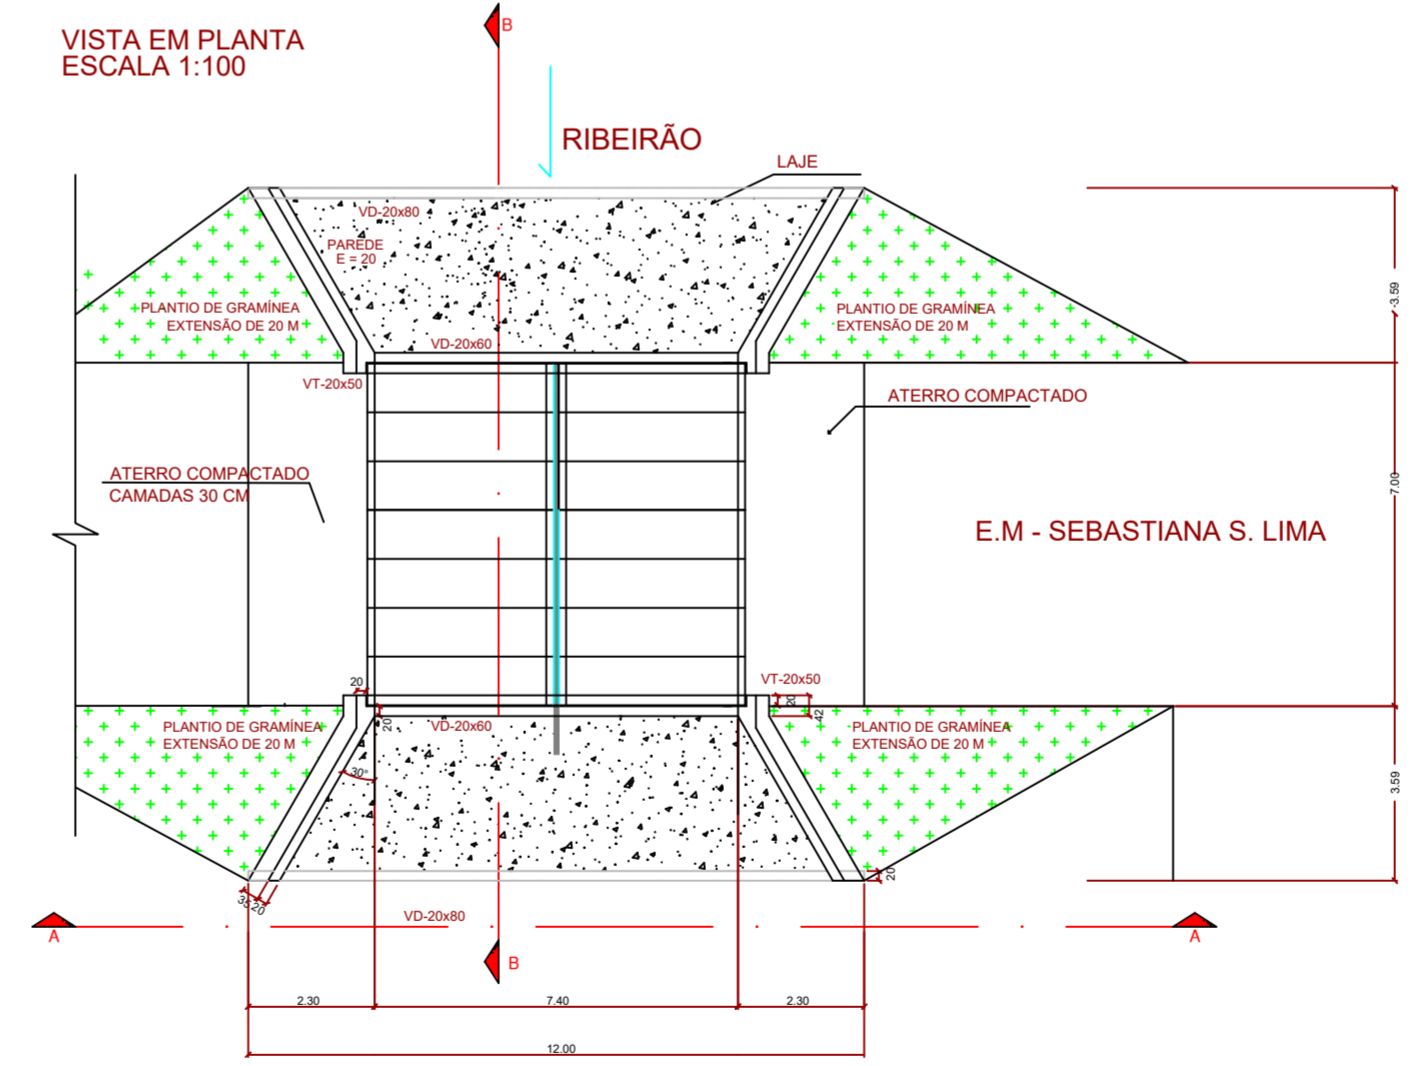 B
VISTA EM PLANTA
ESCALA 1:100
RIBEIRÃO
LAJE
VD-20x80
PAREDE
E = 20
3.59
PLANTIO DE GRAMÍNEA
EXTENSÃO DE 20 M
PLANTIO DE GRAMÍNEA
EXTENSÃO DE 20 M
VD-20x60
VT-20x50
ATERRO COMPACTADO
ATERRO COMPACTADO
CAMADAS 30 CM
7.00
E.M - SEBASTIANA S. LIMA
20
VT-20x50
20
42
20
VD-20x60
PLANTIO DE GRAMÍNEA
EXTENSÃO DE 20 M
PLANTIO DE GRAMÍNEA
EXTENSÃO DE 20 M
30°
3.59
20
35
20
VD-20x80
A
A
B
2.30
7.40
2.30
12.00